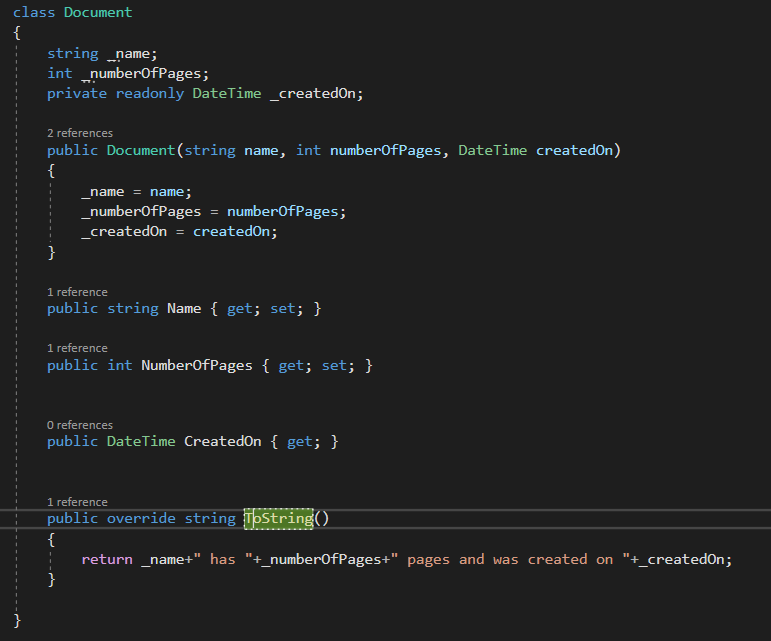 class Document
{
string _name;
int _numberOfPages;
private readonly DateTime _createdOn;
2 references
public Document(string name, int numberOfPages, DateTime createdOn)
{
_name = name;
_numberOfPages = numberOfPages;
_createdOn = createdOn;
}
1 reference
public string Name { get; set; }
1 reference
public int NumberOfPages { get; set; }
0 references
public DateTime CreatedOn { get; }
1 reference
public override string ToString()
{
return _name+" has "+_numberOfPages+" pages and was created on "+_createdOn;
}
}